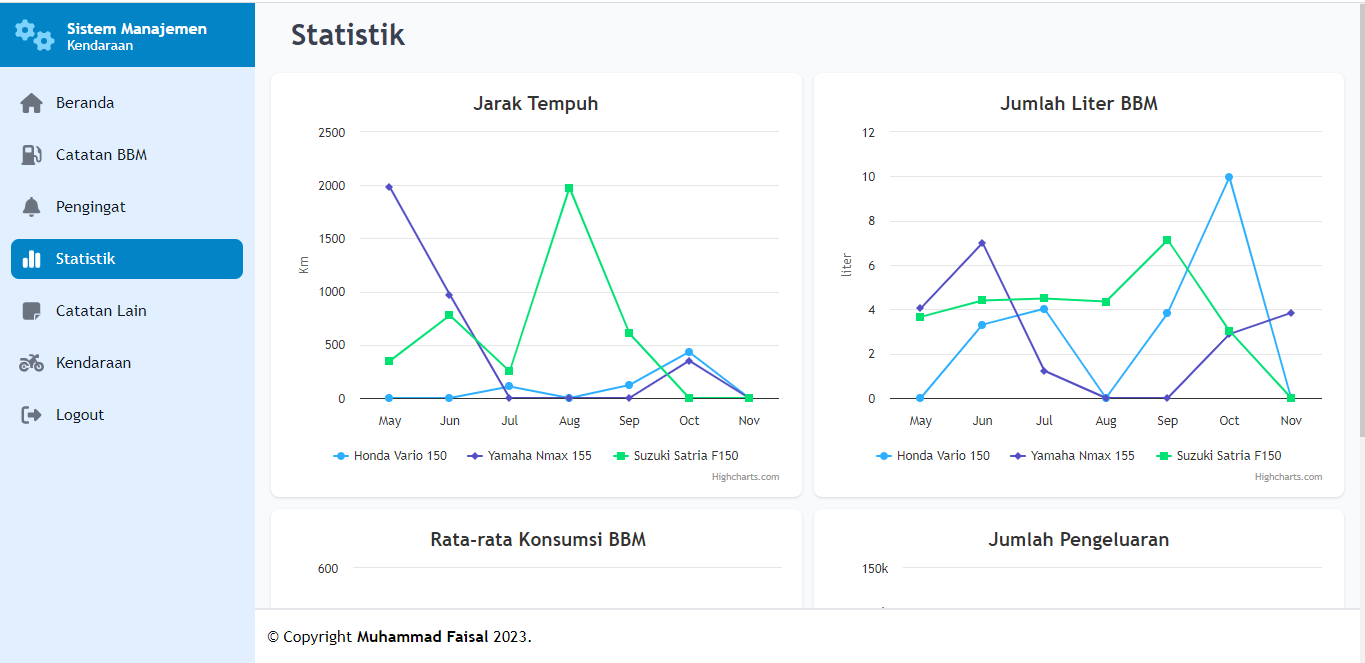 Sistem Manajemen
Kendaraan
Beranda
Catatan BBM
Pengingat
Statistik
Catatan Lain
Kendaraan
Logout
Statistik
Jarak Tempuh
2500
2000
1500
1000
500
0
Km
May Jun Jul Aug Sep Oct Nov
Honda Vario 150 Yamaha Nmax 155 Suzuki Satria F150
Highcharts.com
Jumlah Liter BBM
12
10
8
6
4
2
0
liter
May Jun Jul Aug Sep Oct Nov
Honda Vario 150 Yamaha Nmax 155 Suzuki Satria F150
Highcharts.com
Rata-rata Konsumsi BBM
600
Jumlah Pengeluaran
150k
© Copyright Muhammad Faisal 2023.